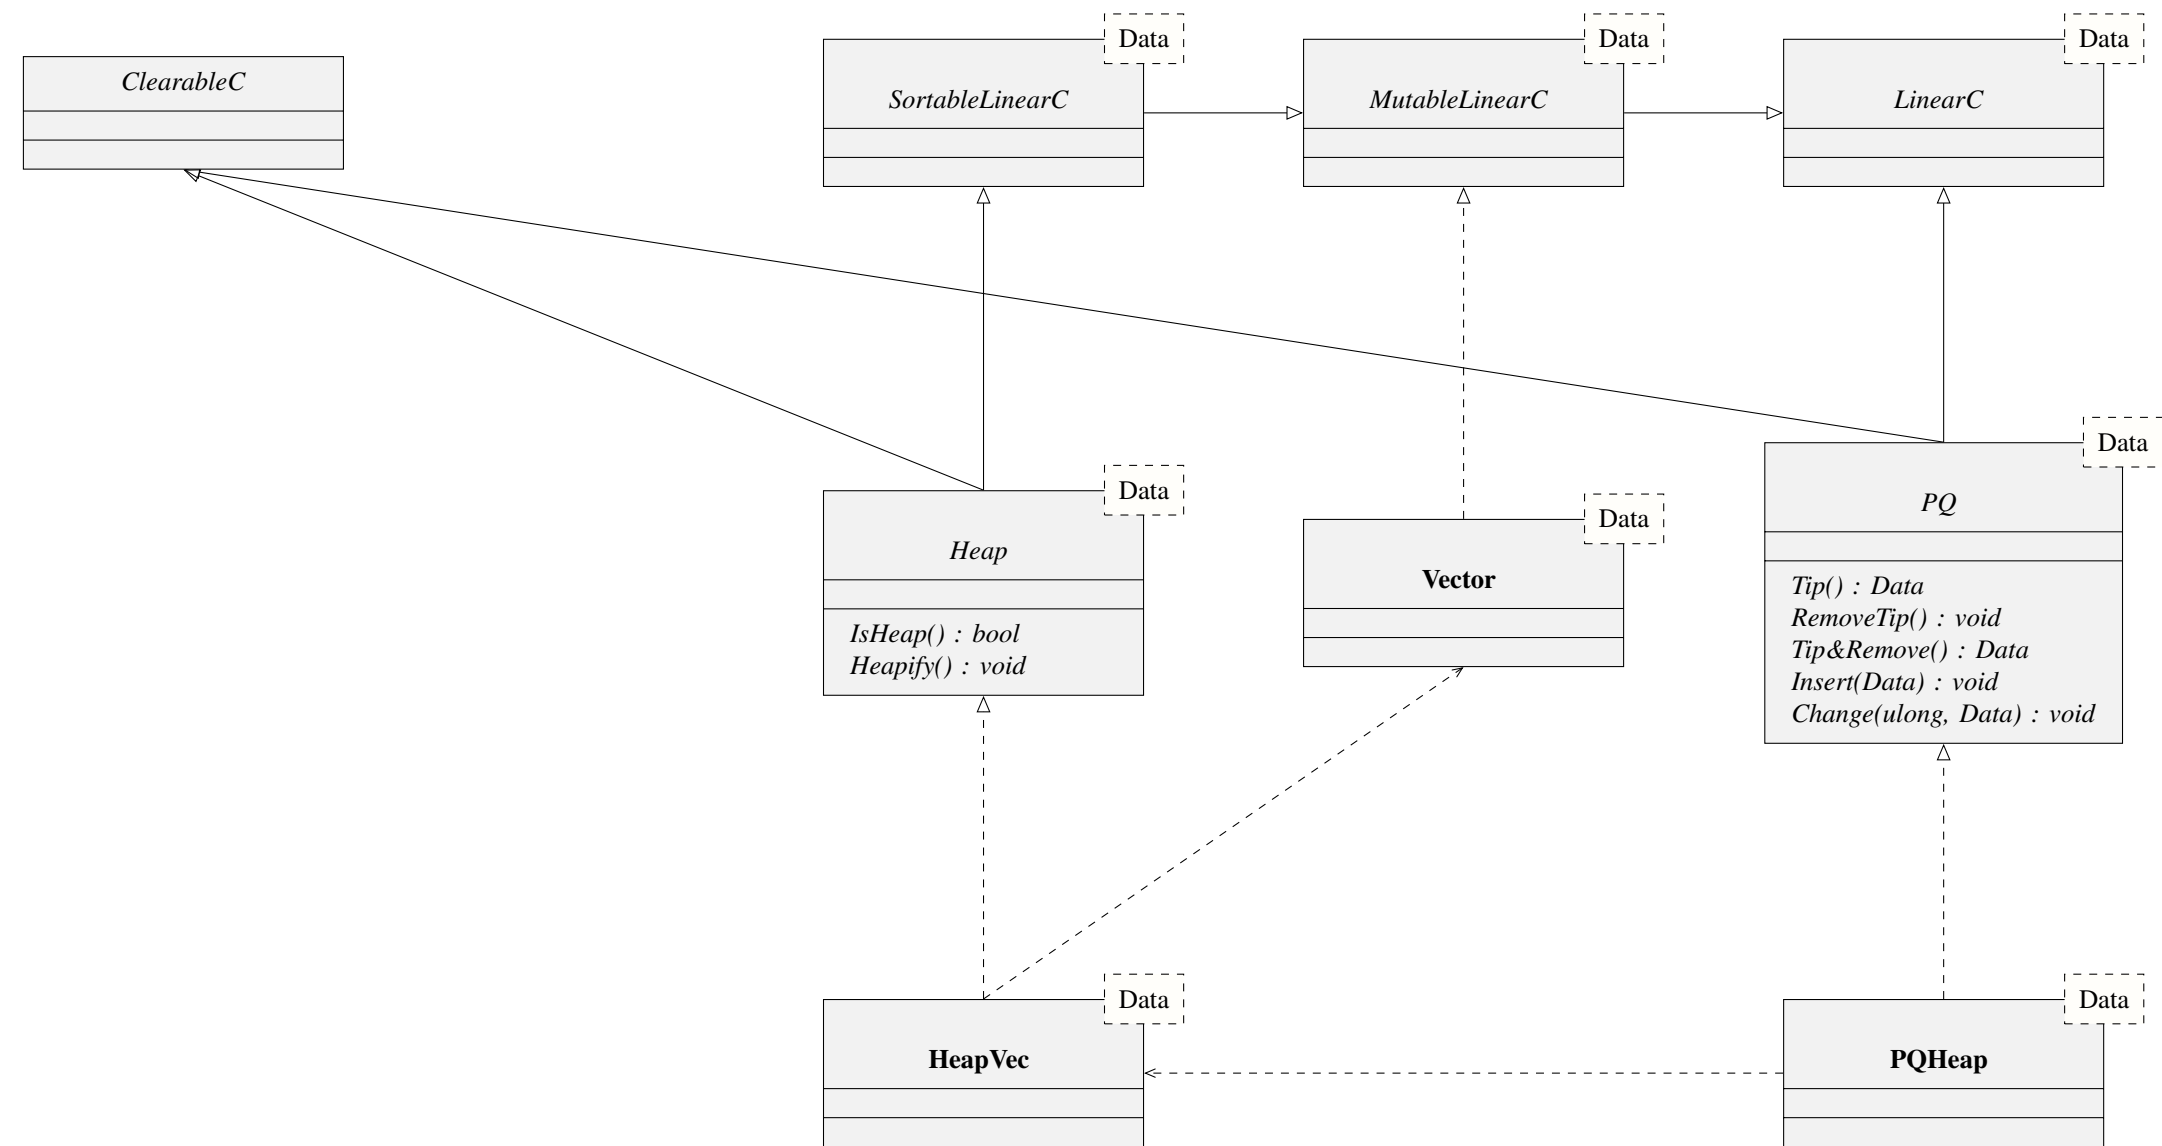 Data
Data
Data
ClearableC
SortableLinearC
MutableLinearC
LinearC
Data
Data
Data
PQ
Heap
Vector
Tip() : Data
RemoveTip() : void
Tip&Remove() : Data
Insert(Data) : void
Change(ulong, Data) : void
IsHeap() : bool
Heapify() : void
Data
Data
HeapVec
PQHeap